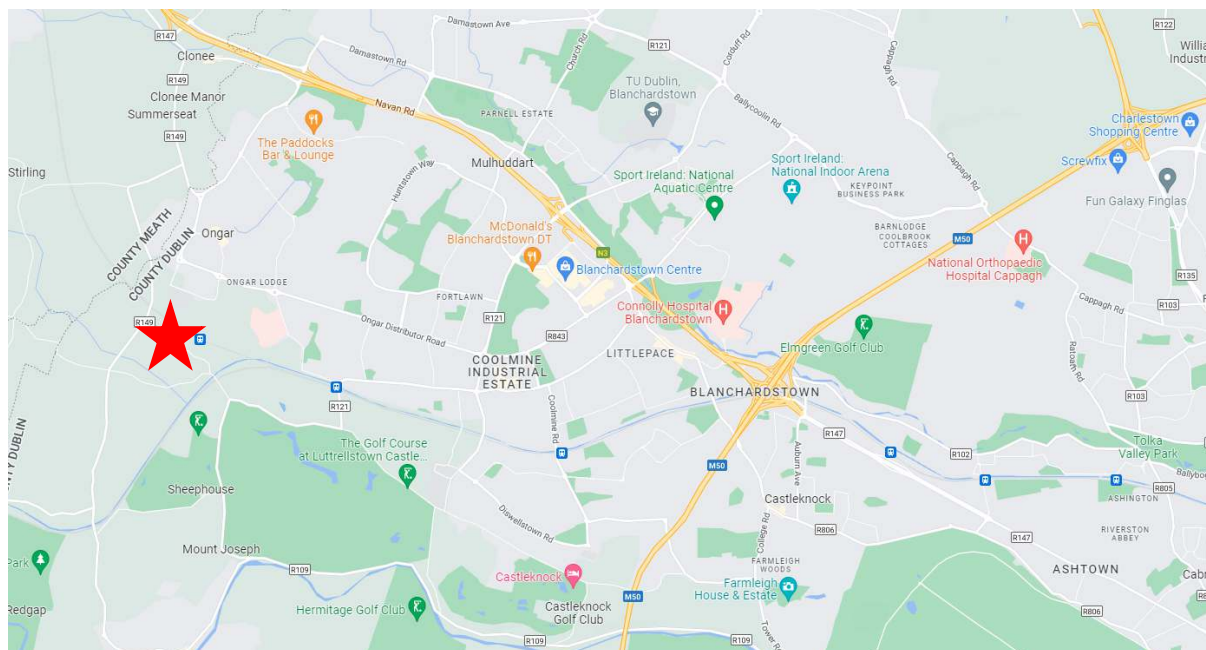 R147
Clonee
R149
Clonee Manor
Summerseat
R149
Stirling
The Paddocks
Bar & Lounge
COUNTY MEATH
COUNTY DUBLIN
Ongar
ONGAR LODGE
R149
Damastown Ave
Damastown Rd
Navan Rd
PARNELL ESTATE
Church Rd
R121
Mulhuddart
Huntstown Way
TU Dublin,
Blanchardstown
Corduff Rd
Ballycoolin Rd
Cappagh Rd
R122
Charlestown
Shopping Centre
Screwfix
Fun Galaxy Finglas
Sport Ireland:
National Indoor Arena
Sport Ireland: National
Aquatic Centre
KEYPOINT
BUSINESS PARK
Cappagh Rd
BARNLODGE
COOLBROOK
COTTAGES
M50
National Orthopaedic
Hospital Cappagh
R135
McDonald's
Blanchardstown DT
N3
Blanchardstown Centre
FORTLAWN
R121
Ongar Distributor Road
R843
Connolly Hospital
Blanchardstown
LITTLEPACE
COOLMINE
INDUSTRIAL
ESTATE
Elmgreen Golf Club
Cappagh Rd
R103
Ratoath Rd
R103
BLANCHARDSTOWN
R121
Coolmine Rd
R147
R102
Tolka
Valley Park
The Golf Course
at Luttrellstown Castle...
M50
Auburn Ave
Castleknock
R806
R805
ASHINGTON
RIVERSTON
ABBEY
Sheephouse
Diswellstown Rd
College Rd
R147
Mount Joseph
R109
FARMLEIGH
WOODS
ASHTOWN
Park
Castleknock
Farmleigh
House & Estate
Redgap
Hermitage Golf Club
Castleknock
Golf Club
M50
R806
R109
R109
Tower Rd